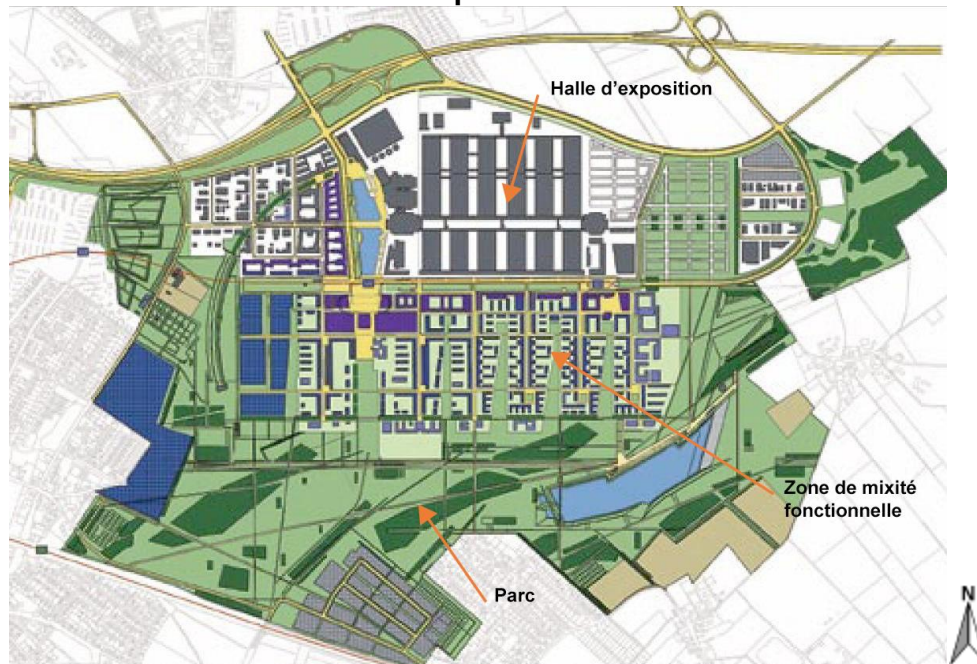 Halle d'exposition
Zone de mixité
fonctionnelle
Parc
N